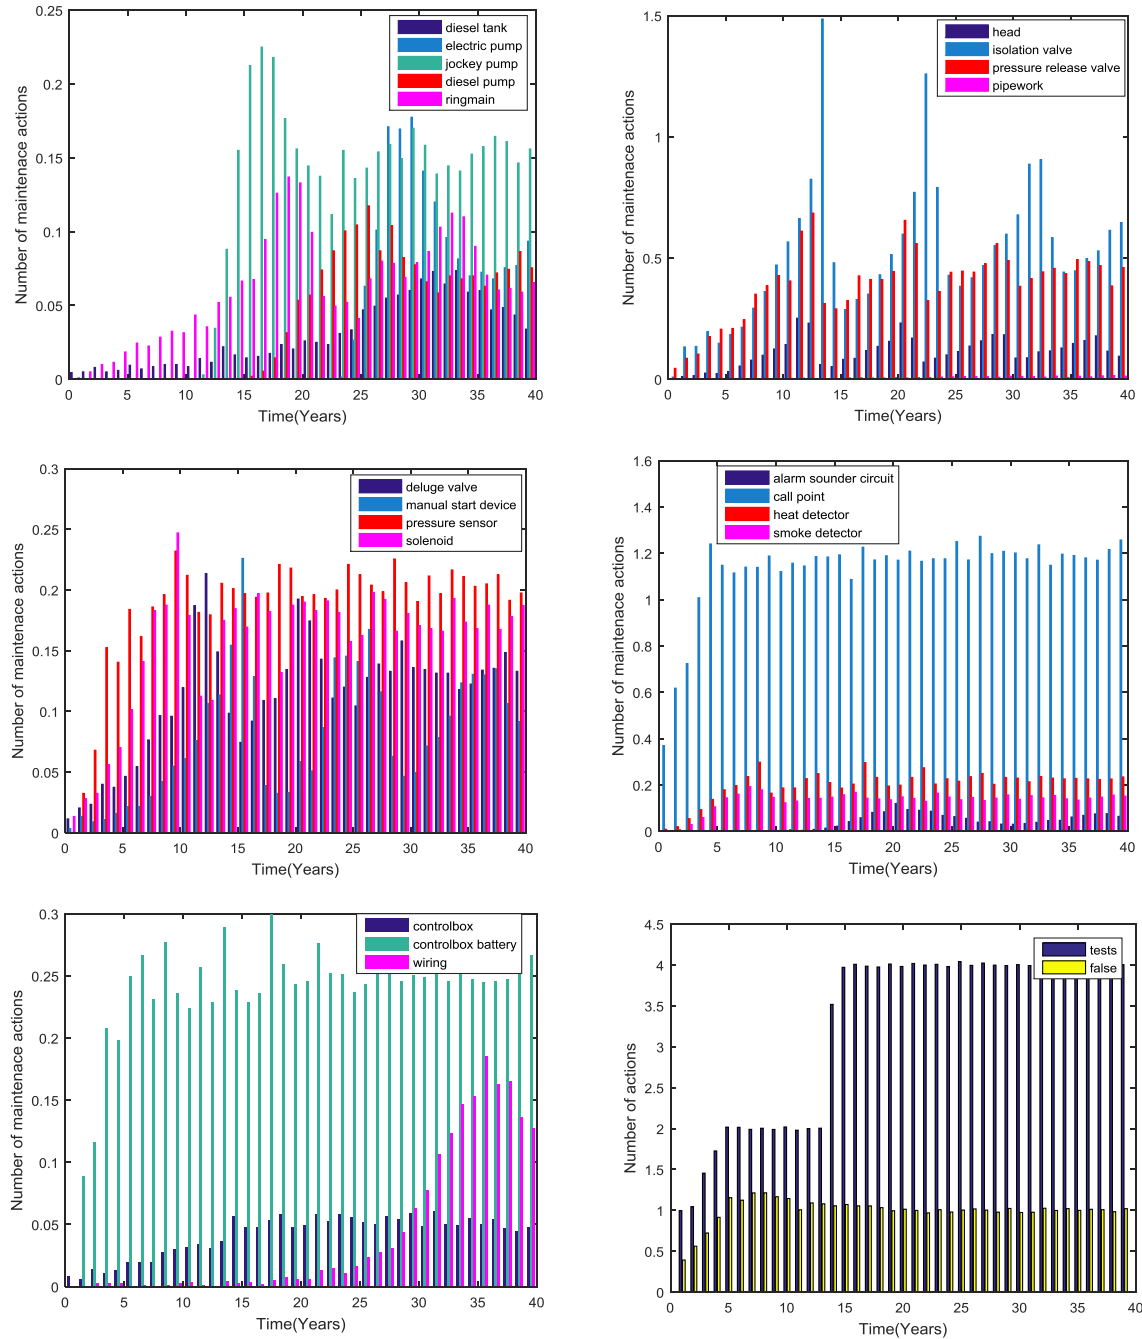 0.25
0.2
0.15
0.1
0.05
0
Number of maintenace actions
diesel tank
electric pump
jockey pump
diesel pump
ringmain
0 5 10 15 20 25 30 35 40
Time(Years)
1.5
1
0.5
0
Number of maintenace actions
head
isolation valve
pressure release valve
pipework
0 5 10 15 20 25 30 35 40
Time(Years)
0.3
0.25
0.2
0.15
0.1
0.05
0
Number of maintenace actions
deluge valve
manual start device
pressure sensor
solenoid
0 5 10 15 20 25 30 35 40
Time(Years)
1.6
1.4
1.2
1
0.8
0.6
0.4
0.2
0
Number of maintenace actions
alarm sounder circuit
call point
heat detector
smoke detector
0 5 10 15 20 25 30 35 40
Time(Years)
0.3
0.25
0.2
0.15
0.1
0.05
0
Number of maintenace actions
controlbox
controlbox battery
wiring
0 5 10 15 20 25 30 35 40
Time(Years)
4.5
4
3.5
3
2.5
2
1.5
1
0.5
0
Number of actions
tests
false
0 5 10 15 20 25 30 35 40
Time(Years)